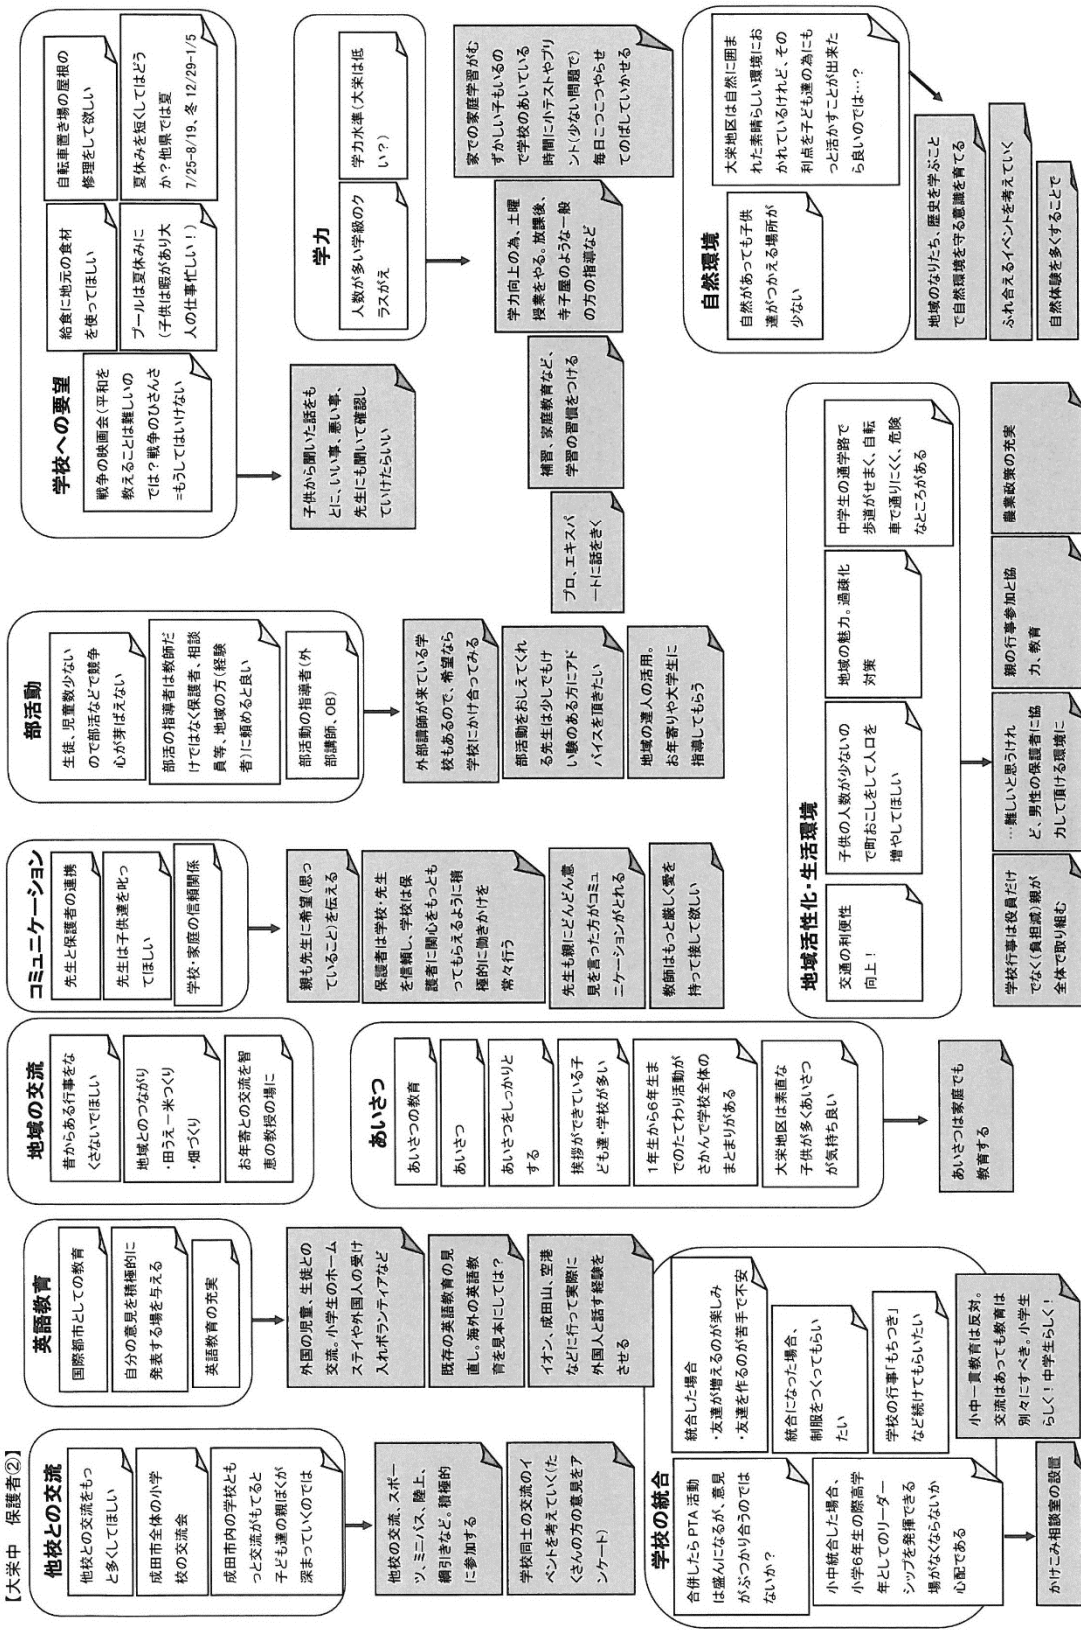 【大栄中　保護者②】
他校との交流
他校との交流をもっ
と多くしてほしい
成田市全体の小学
校の交流会
成田市内の学校とも
っと交流がもてると
子ども達の親ぼくが
深まっていくのでは
他校の交流、スポー
ツ、ミニバス、陸上、
綱引きなど。積極的
に参加する
学校同士の交流のイ
ベントを考えていく(た
くさんの方の意見をア
ンケート)
英語教育
国際都市としての教育
自分の意見を積極的に
発表する場を与える
英語教育の充実
外国の児童　生徒との
交流。小学生のホーム
ステイや外国人の受け
入れボランティアなど
既存の英語教育の見
直し。海外の英語教
育を見本にしては？
イオン、成田山、空港
などに行って実際に
外国人と話す経験を
させる
地域の交流
昔からある行事をな
くさないでほしい
地域とのつながり
・田うえー米つくり
・畑づくり
お年寄との交流を智
恵の教授の場に
コミュニケーション
先生と保護者の連携
先生は子供達を叱っ
てほしい
学校・家庭の信頼関係
親も先生に希望(思っ
ていること)を伝える
保護者は学校・先生
を信頼し、学校は保
護者に関心をもっとも
ってもらえるように積
極的に働きかけを
常々行う
先生も親にどんどん意
見を言った方がコミュ
ニケーションがとれる
教師はもっと厳しく愛を
持って接して欲しい
部活動
生徒、児童数少ない
ので部活などで競争
心が芽ばえない
部活の指導者は教師だ
けではなく保護者、相談
員等、地域の方(経験
者)に頼めると良い
部活動の指導者(外
部講師、OB)
外部講師が来ている学
校もあるので、希望なら
学校にかけ合ってみる
部活動をおしえてくれ
る先生は少しでもけ
い験のある方にアド
バイスを頂きたい
地域の達人の活用。
お年寄りや大学生に
指導してもらう
学校への要望
戦争の映画会(平和を
教えることは難しいの
では？戦争のひさんさ
=もうしてはいけない
給食に地元の食材
を使ってほしい
自転車置き場の屋根の
修理をして欲しい
プールは夏休みに
(子供は暇があり大
人の仕事忙しい！)
夏休みを短くしてはどう
か？他県では夏
7/25-8/19、冬 12/29-1/5
子供から聞いた話をも
とに、いい事、悪い事、
先生にも聞いて確認し
ていけたらいい
学力
人数が多い学級のク
ラスがえ
学力水準(大栄は低
い？)
プロ、エキスパ
ートに話をきく
補習、家庭教育など、
学習の習慣をつける
学力向上の為、土曜
授業をやる。放課後、
寺子屋のような一般
の方の指導など
家での家庭学習がむ
ずかしい子もいるの
で学校のあいている
時間に小テストやプリ
ント(少ない問題で)
毎日こつこつやらせ
てのばしていかせる
学校の統合
合併したら PTA 活動
は盛んになるが、意見
がぶつかり合うのでは
ないか？
統合した場合
・友達が増えるのが楽しみ
・友達を作るのが苦手で不安
小中統合した場合、
小学6年生の際高学
年としてのリーダー
シップを発揮できる
場がなくならないか
心配である
統合になった場合、
制服をつくってもらい
たい
学校の行事「もちつき」
など続けてもらいたい
小中一貫教育は反対。
交流はあっても教育は
別々にすべき。小学生
らしく！中学生らしく！
かけこみ相談室の設置
あいさつ
あいさつの教育
あいさつ
あいさつをしっかりと
する
挨拶ができている子
ども達・学校が多い
1年生から6年生ま
でのたてわり活動が
さかんで学校全体の
まとまりがある
大栄地区は素直な
子供が多くあいさつ
が気持ち良い
あいさつは家庭でも
教育する
地域活性化・生活環境
交通の利便性
向上！
子供の人数が少ないの
で町おこしをして人口を
増やしてほしい
地域の魅力。過疎化
対策
中学生の通学路で
歩道がせまく、自転
車で通りにくく、危険
なところがある
学校行事は役員だけ
でなく(負担減)親が
全体で取り組む
…難しいと思うけれ
ど、男性の保護者に協
力して頂ける環境に
親の行事参加と協
力、教育
農業政策の充実
自然環境
自然があっても子供
達がつかえる場所が
少ない
大栄地区は自然に囲ま
れた素晴らしい環境にお
かれているけれど、その
利点を子ども達の為にも
っと活かすことが出来た
ら良いのでは…？
地域のなりたち、歴史を学ぶこと
で自然環境を守る意識を育てる
ふれ合えるイベントを考えていく
自然体験を多くすることで